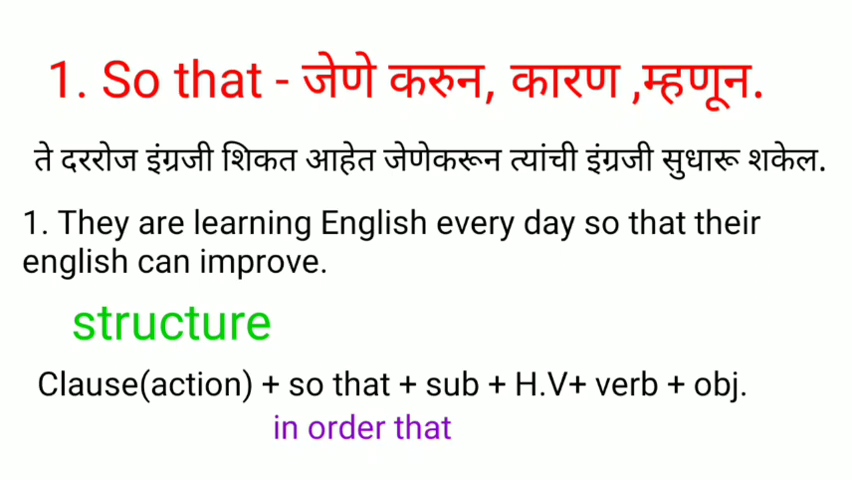 1. So that - जेणे करुन, कारण ,म्हणून.
ते दररोज इंग्रजी शिकत आहेत जेणेकरून त्यांची इंग्रजी सुधारू शकेल.
1. They are learning English every day so that their
english can improve.
structure
Clause(action) + so that + sub + H.V+ verb + obj.
in order that